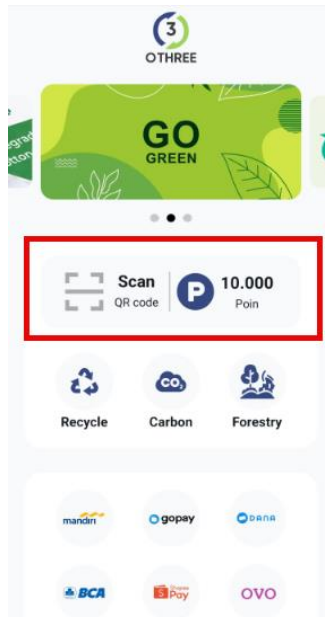 3
OTHREE
GO
GREEN
Scan
QR code
P
10.000
Poin
CO₂
Recycle
Carbon
Forestry
mandiri
gopay
DANA
BCA
Shopee
Pay
OVO